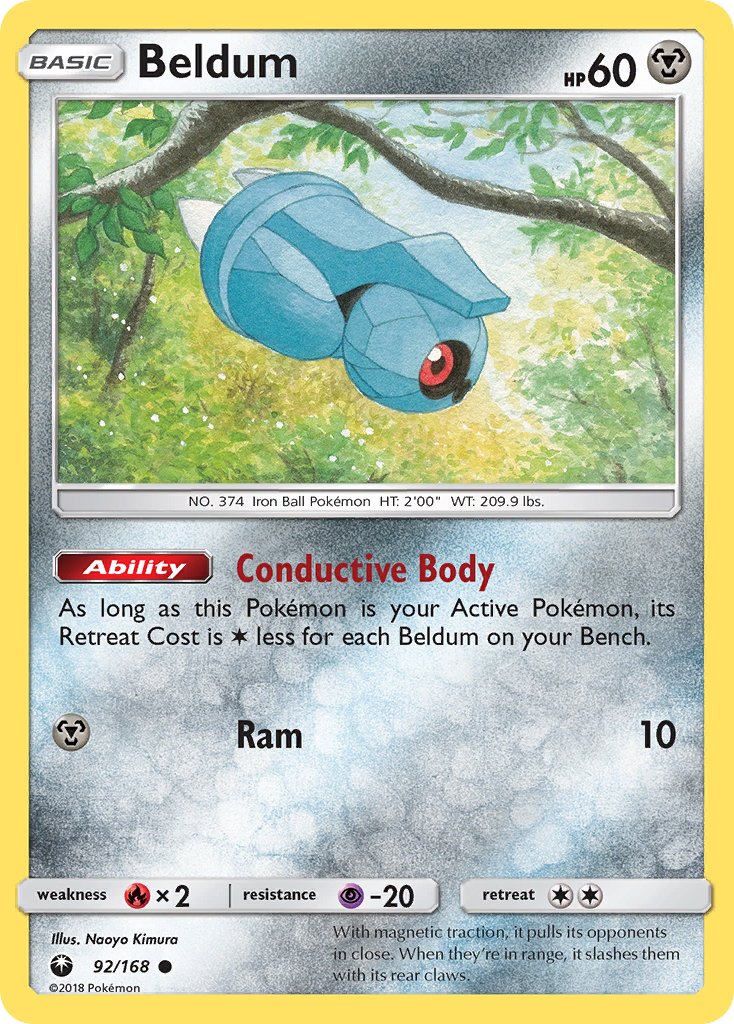 BASIC Beldum HP60
NO. 374 Iron Ball Pokémon HT: 2'00" WT: 209.9 lbs.
Ability Conductive Body
As long as this Pokémon is your Active Pokémon, its
Retreat Cost is less for each Beldum on your Bench.
Ram 10
weakness ×2 resistance -20 retreat
Illus. Naoyo Kimura
92/168
©2018 Pokémon
With magnetic traction, it pulls its opponents
in close. When they're in range, it slashes them
with its rear claws.